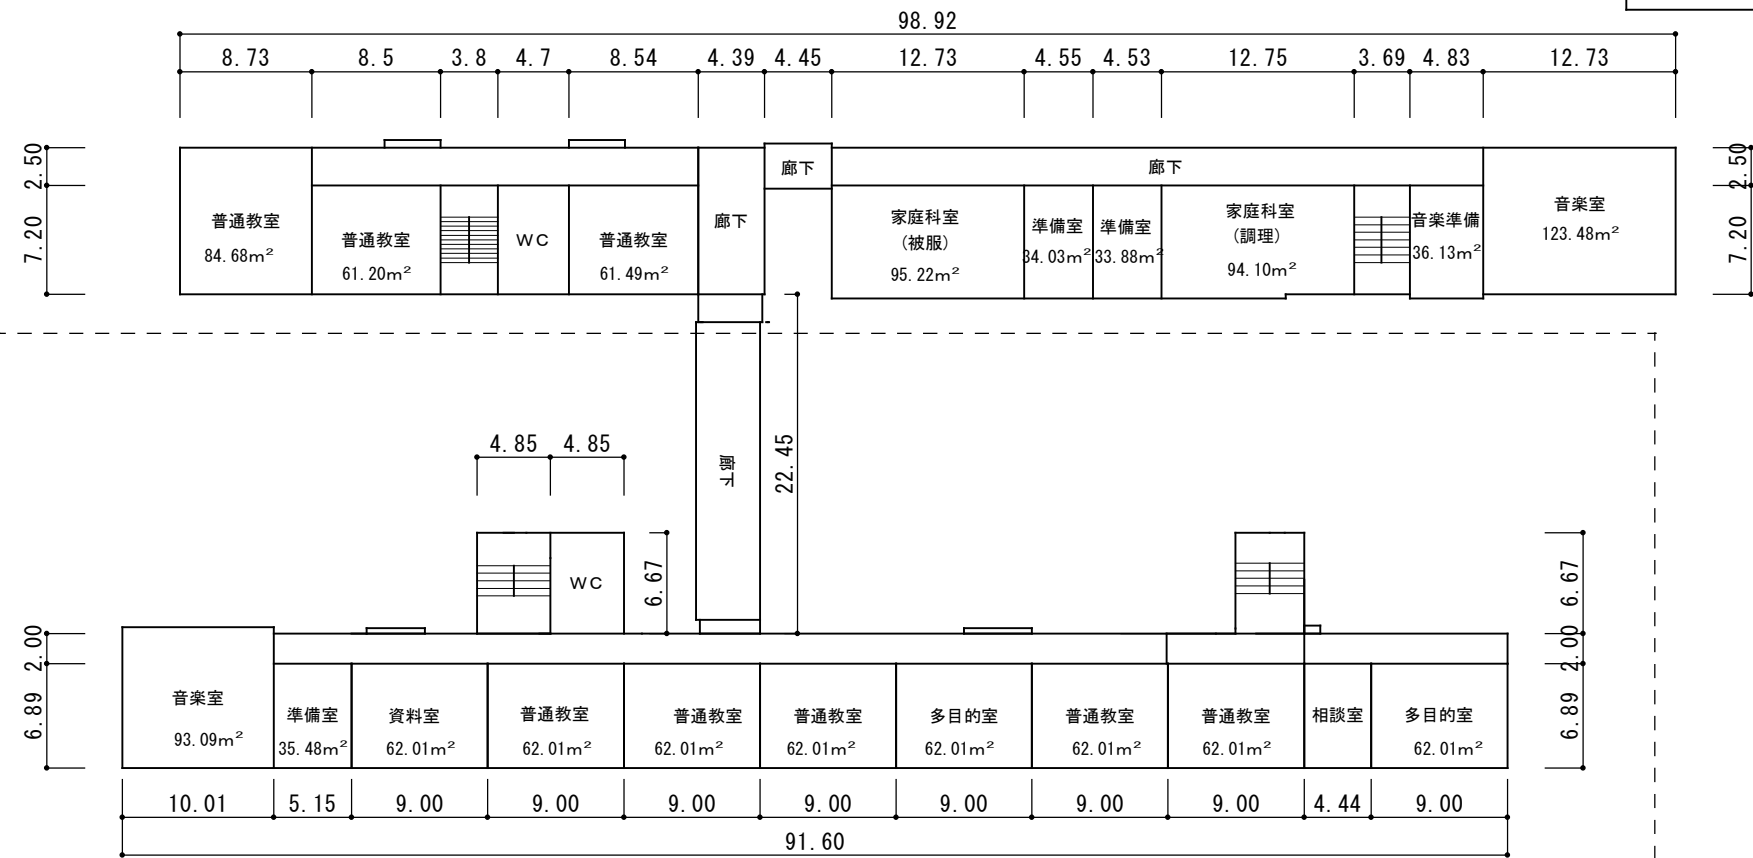 98.92
8.73 8.5 3.8 4.7 8.54 4.39 4.45 12.73 4.55 4.53 12.75 3.69 4.83 12.73
2.50
7.20
普通教室
84.68m²
普通教室
61.20m²
WC
普通教室
61.49m²
廊下
廊下
廊下
家庭科室
(被服)
95.22m²
準備室
34.03m²
準備室
33.88m²
家庭科室
(調理)
94.10m²
音楽準備
36.13m²
音楽室
123.48m²
2.50
7.20
廊下
22.45
4.85 4.85
WC
6.67
6.67
2.00
6.89
2.00
6.89
音楽室
93.09m²
準備室
35.48m²
資料室
62.01m²
普通教室
62.01m²
普通教室
62.01m²
普通教室
62.01m²
多目的室
62.01m²
普通教室
62.01m²
普通教室
62.01m²
相談室
多目的室
62.01m²
10.01 5.15 9.00 9.00 9.00 9.00 9.00 9.00 9.00 4.44 9.00
91.60